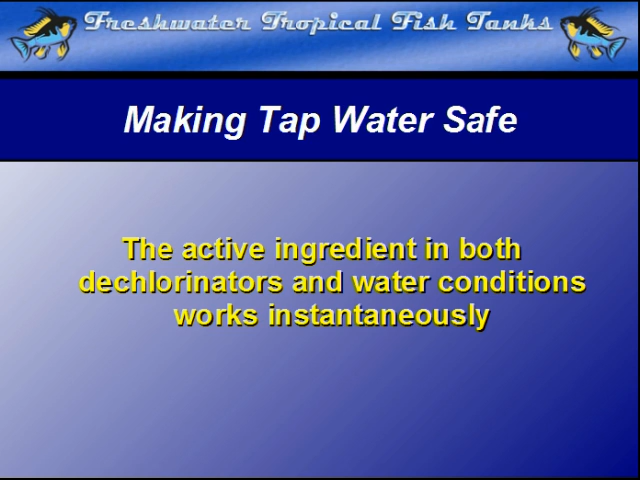 Freshwater Tropical Fish Tanks
Making Tap Water Safe
The active ingredient in both
dechlorinators and water conditions
works instantaneously